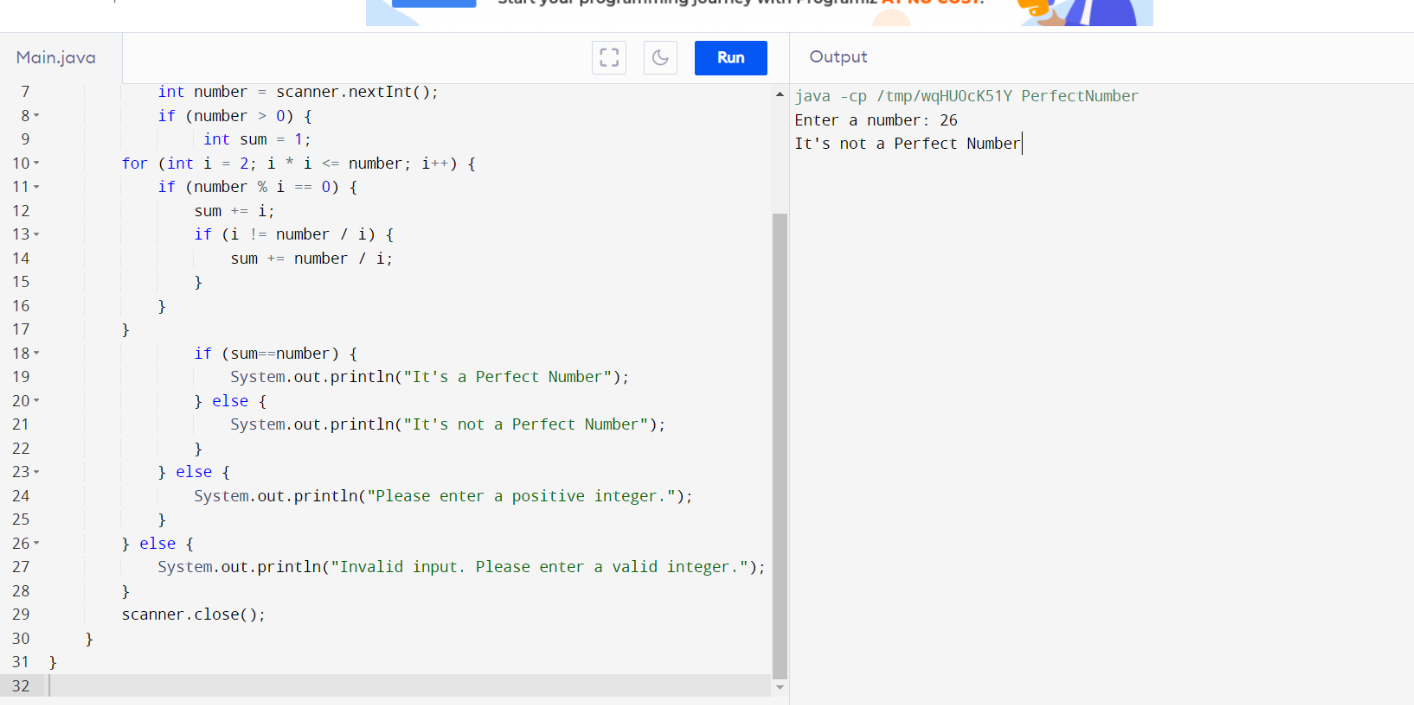 Start your programming journey with Programiz AT NO COST.
Main.java
Run
Output
7 int number = scanner.nextInt();
8 if (number > 0) {
9 int sum = 1;
10 for (int i = 2; i * i <= number; i++) {
11 if (number % i == 0) {
12 sum += i;
13 if (i != number / i) {
14 sum += number / i;
15 }
16 }
17 }
18 if (sum==number) {
19 System.out.println("It's a Perfect Number");
20 } else {
21 System.out.println("It's not a Perfect Number");
22 }
23 } else {
24 System.out.println("Please enter a positive integer.");
25 }
26 } else {
27 System.out.println("Invalid input. Please enter a valid integer.");
28 }
29 scanner.close();
30 }
31 }
32
java -cp /tmp/wqHUOcK51Y PerfectNumber
Enter a number: 26
It's not a Perfect Number